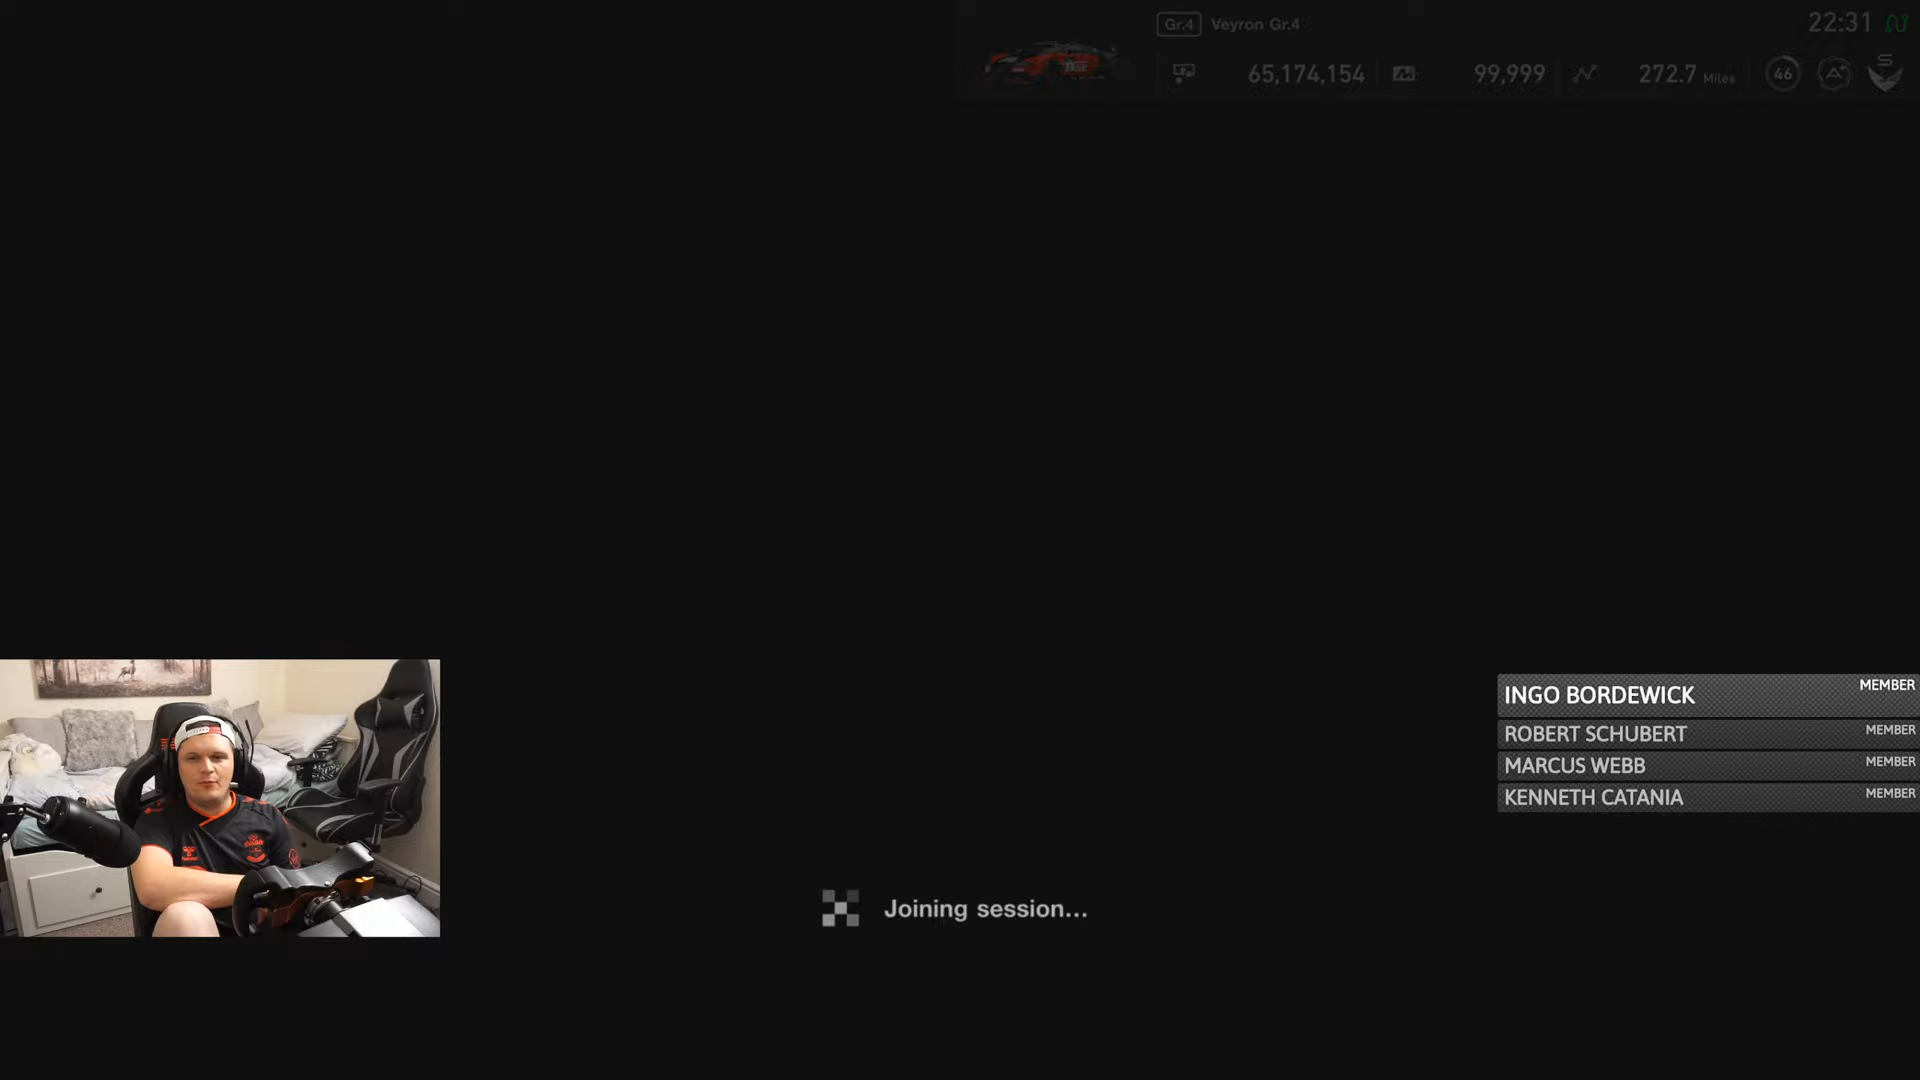 Gr.4 Veyron Gr.4
22:31
65,174,154
99,999
272.7 Miles
46
A+
S
INGO BORDEWICK MEMBER
ROBERT SCHUBERT MEMBER
MARCUS WEBB MEMBER
KENNETH CATANIA MEMBER
Joining session...